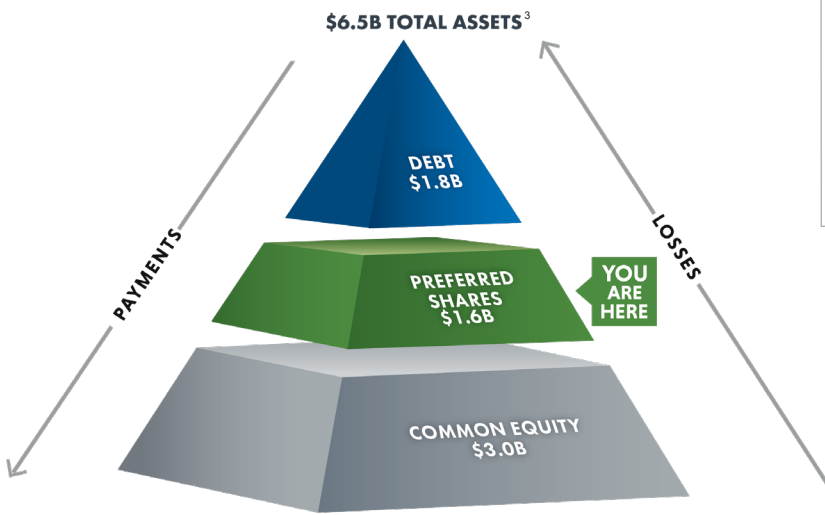 $6.5B TOTAL ASSETS3
DEBT
$1.8B
PAYMENTS
LOSSES
PREFERRED
SHARES
$1.6B
YOU
ARE
HERE
COMMON EQUITY
$3.0B